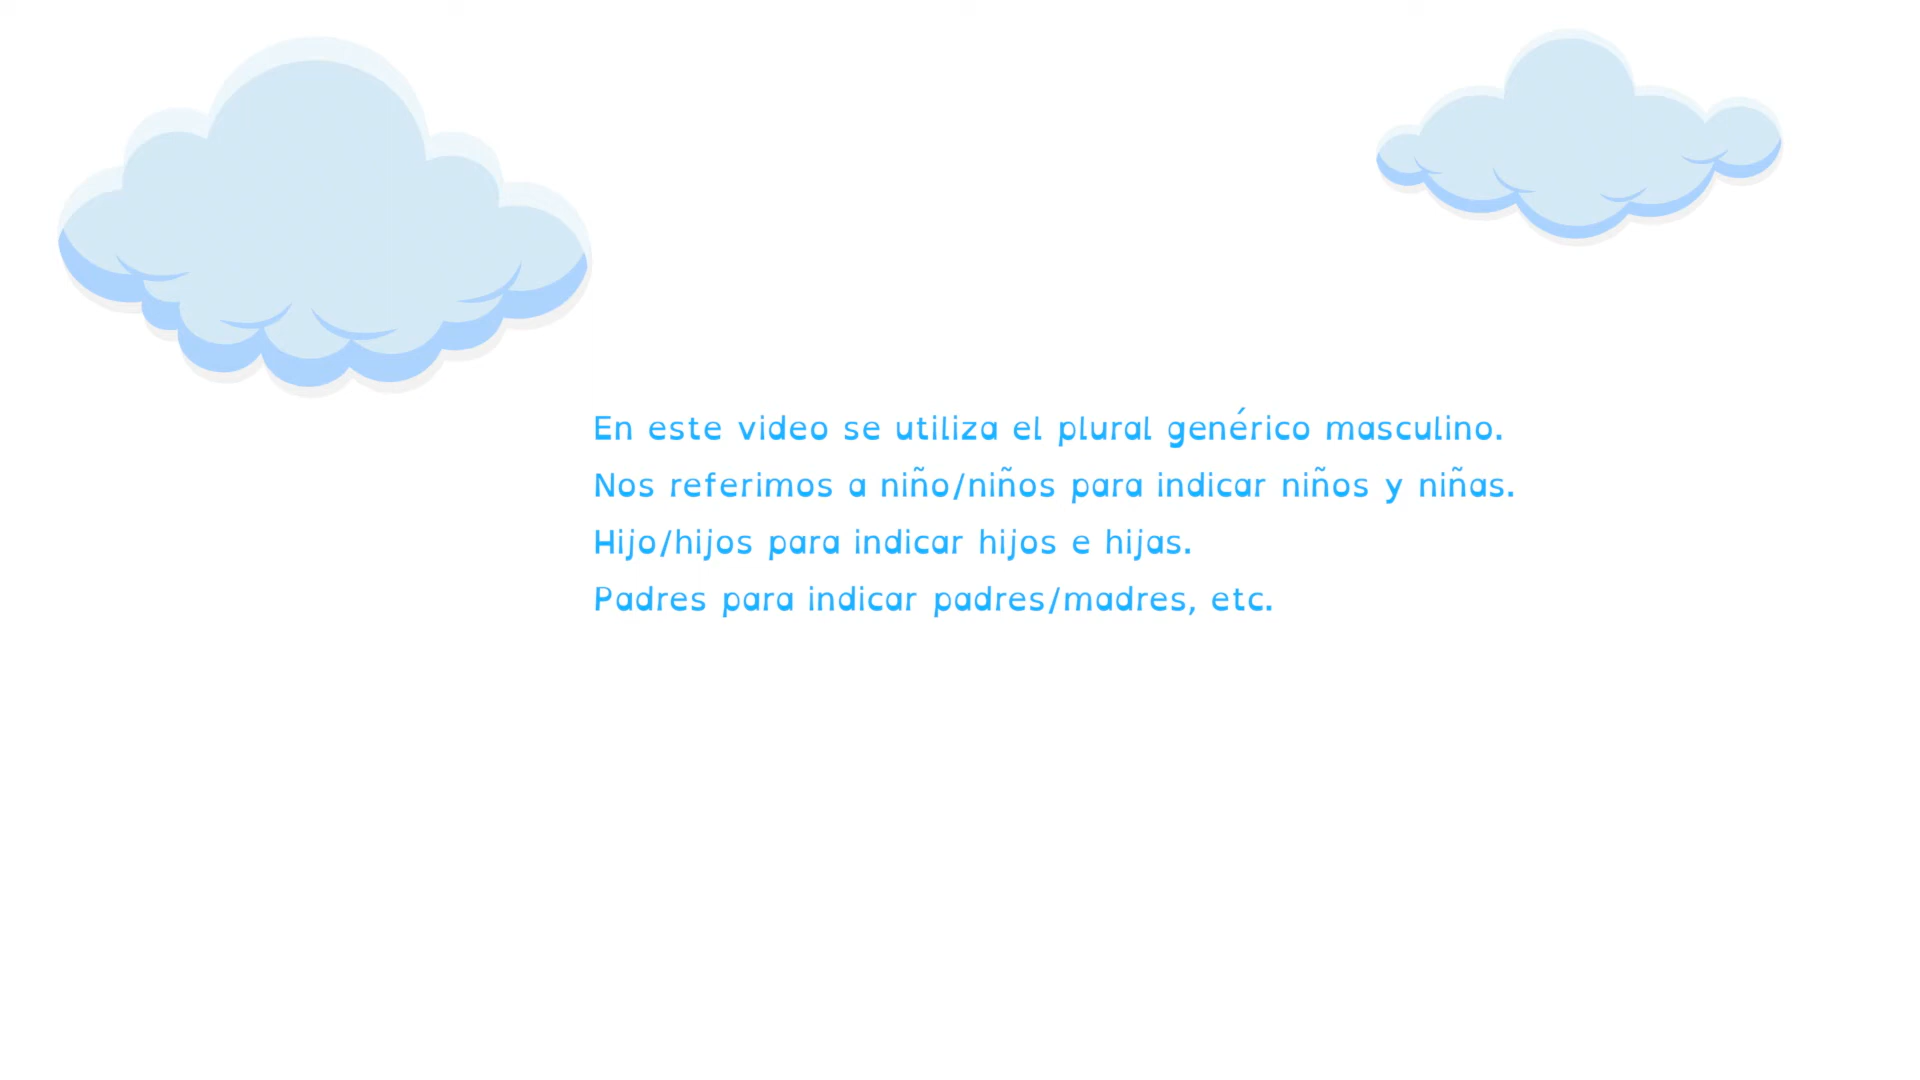 En este video se utiliza el plural genérico masculino.
Nos referimos a niño/niños para indicar niños y niñas.
Hijo/hijos para indicar hijos e hijas.
Padres para indicar padres/madres, etc.